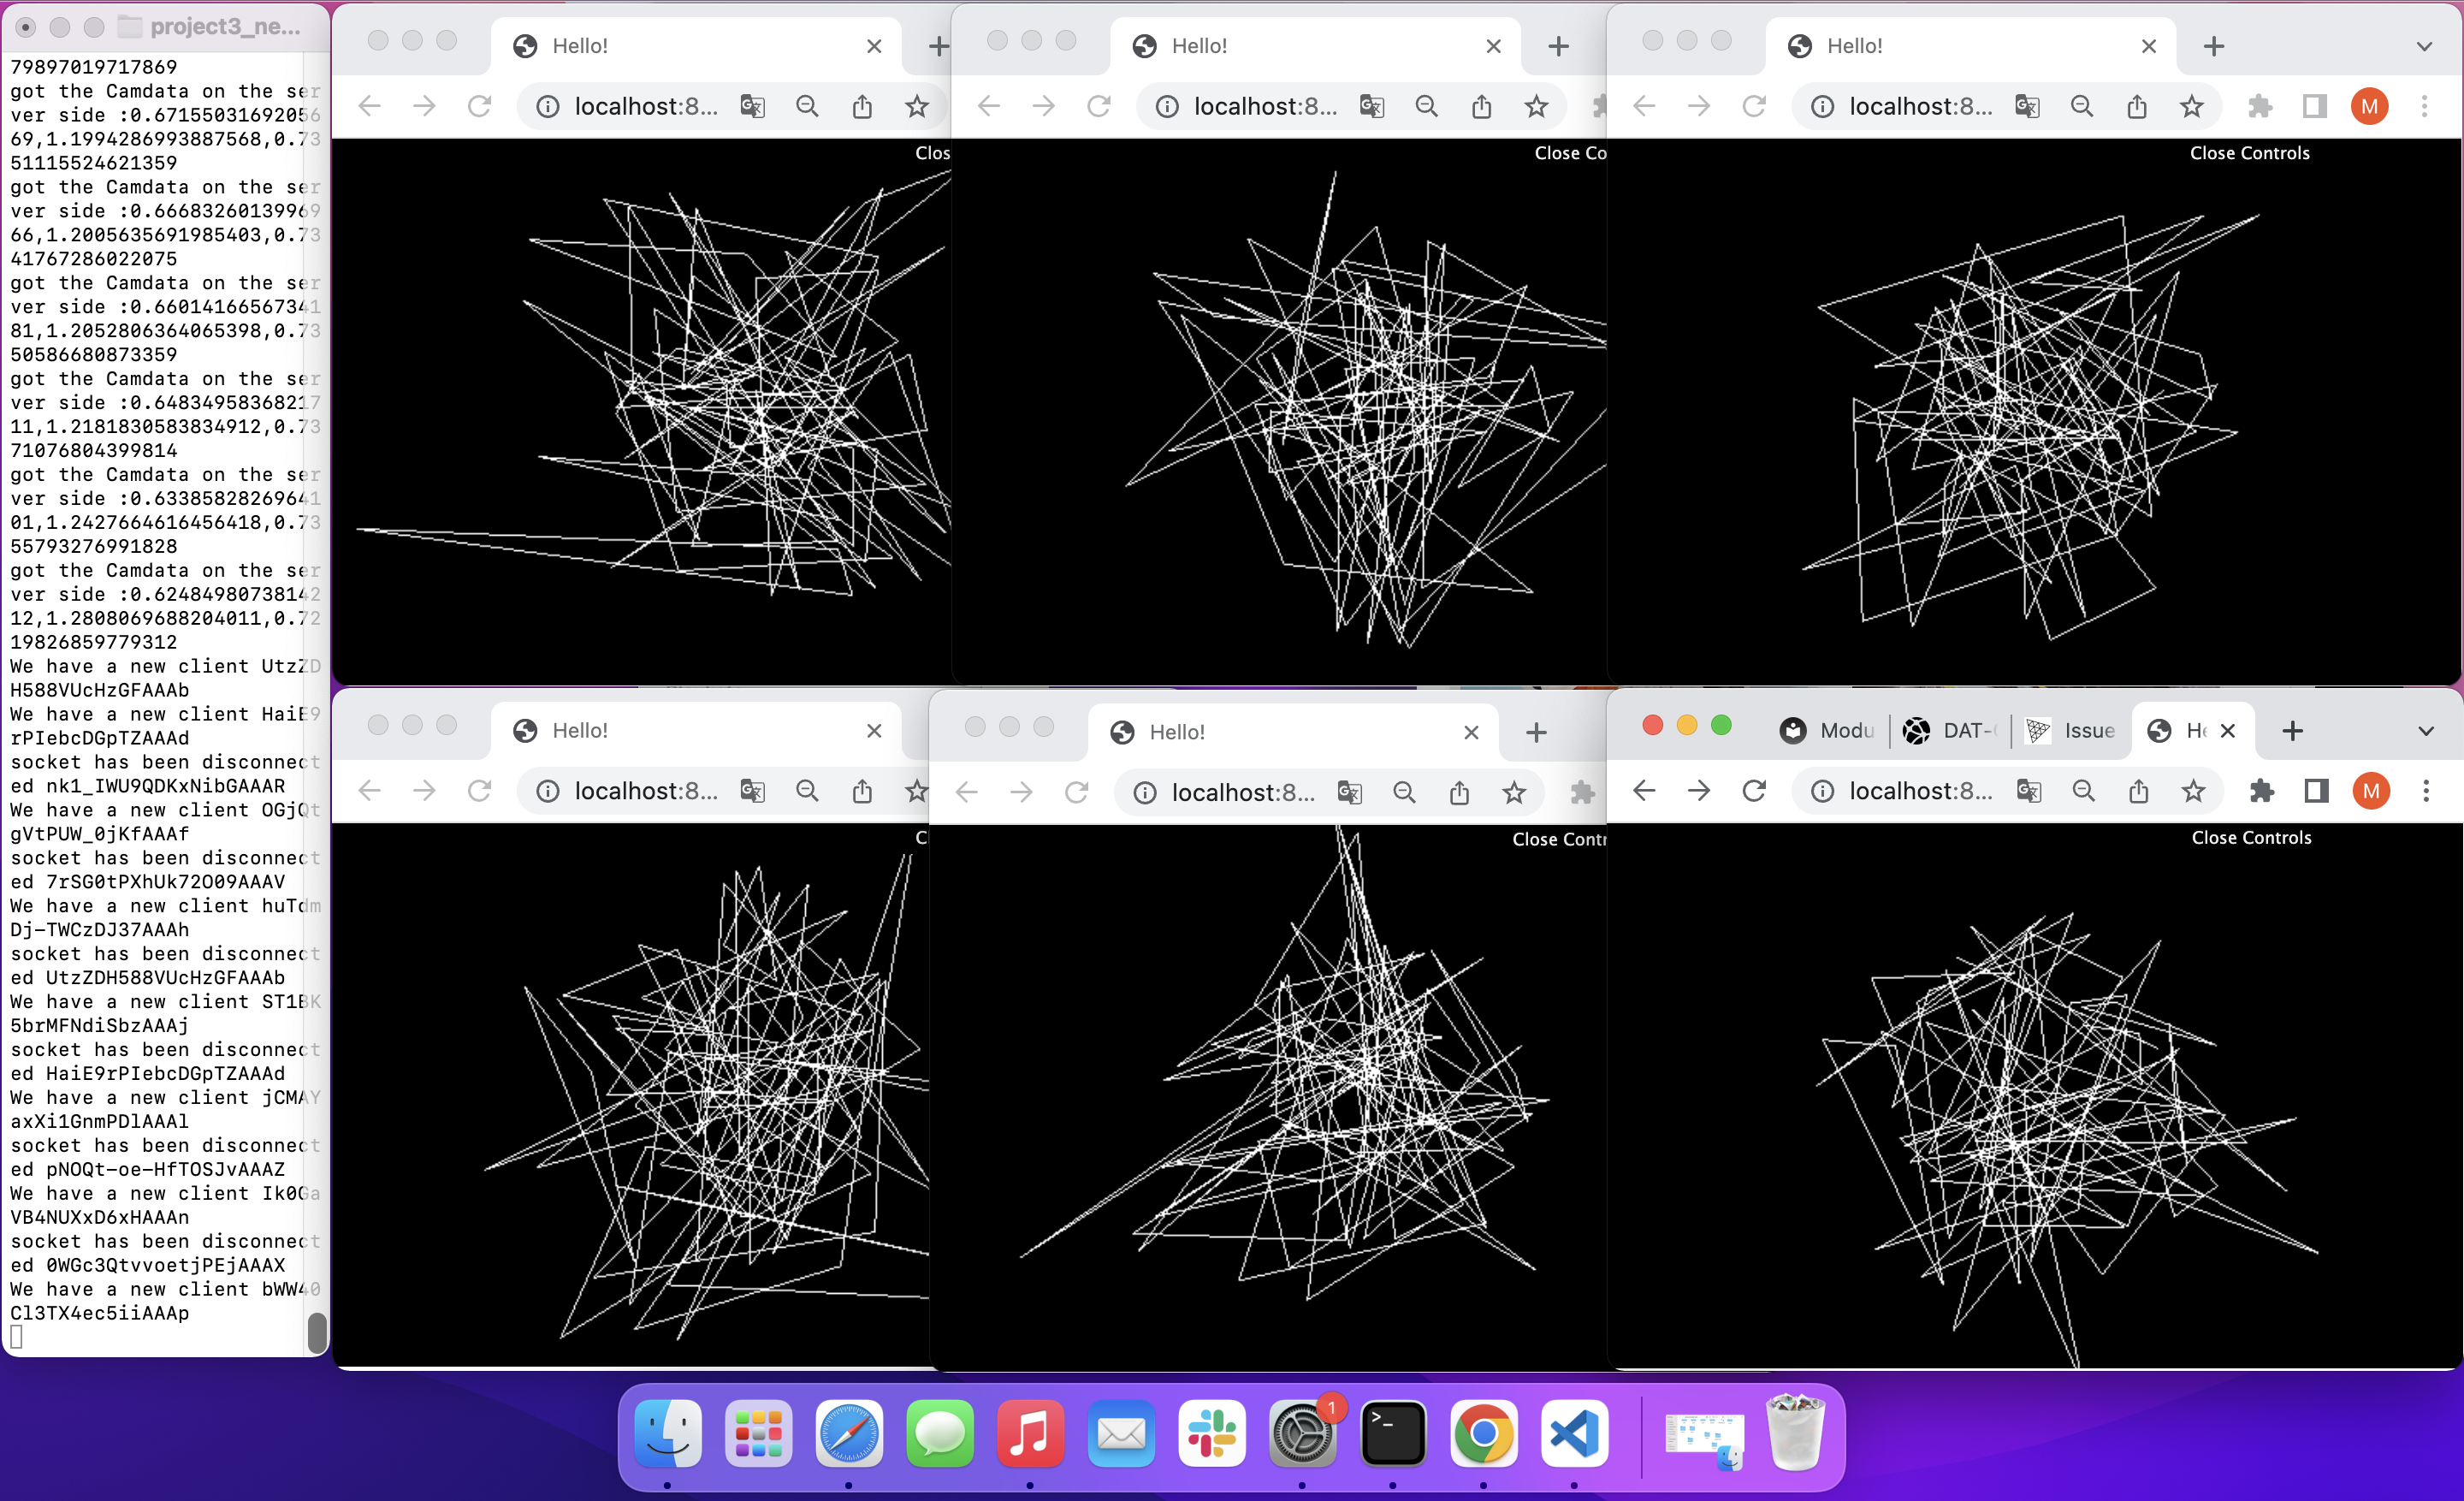 project3_ne...
79897019717869
got the Camdata on the ser
ver side :0.67155031692056
69,1.1994286993887568,0.73
51115524621359
got the Camdata on the ser
ver side :0.66683260139969
66,1.2005635691985403,0.73
41767286022075
got the Camdata on the ser
ver side :0.66014166567341
81,1.2052806364065398,0.73
50586680873359
got the Camdata on the ser
ver side :0.64834958368217
11,1.2181830583834912,0.73
71076804399814
got the Camdata on the ser
ver side :0.63385828269641
01,1.2427664616456418,0.73
55793276991828
got the Camdata on the ser
ver side :0.62484980738142
12,1.2808069688204011,0.72
19826859779312
We have a new client UtzZD
H588VUcHzGFAAAb
We have a new client HaiE9
rPIebcDGpTZAAAd
socket has been disconnect
ed nk1_IWU9QDKxNibGAAAR
We have a new client OGjQt
gVtPUW_0jKfAAAf
socket has been disconnect
ed 7rSG0tPXhUk72O09AAAV
We have a new client huTdm
Dj-TWCzDJ37AAAh
socket has been disconnect
ed UtzZDH588VUcHzGFAAAb
We have a new client ST1BK
5brMFNdiSbzAAAj
socket has been disconnect
ed HaiE9rPIebcDGpTZAAAd
We have a new client jCMAY
axXi1GnmPDlAAAl
socket has been disconnect
ed pNOQt-oe-HfTOSJvAAAZ
We have a new client Ik0Ga
VB4NUXxD6xHAAAn
socket has been disconnect
ed 0WGc3QtvvoetjPEjAAAX
We have a new client bWW40
Cl3TX4ec5iiAAAp
Hello!
localhost:8...
Clos
Hello!
localhost:8...
Close Co
Hello!
localhost:8...
M
Close Controls
Hello!
localhost:8...
C
Hello!
localhost:8...
Close Contr
Modu
DAT-
Issue
He
localhost:8...
M
Close Controls
1